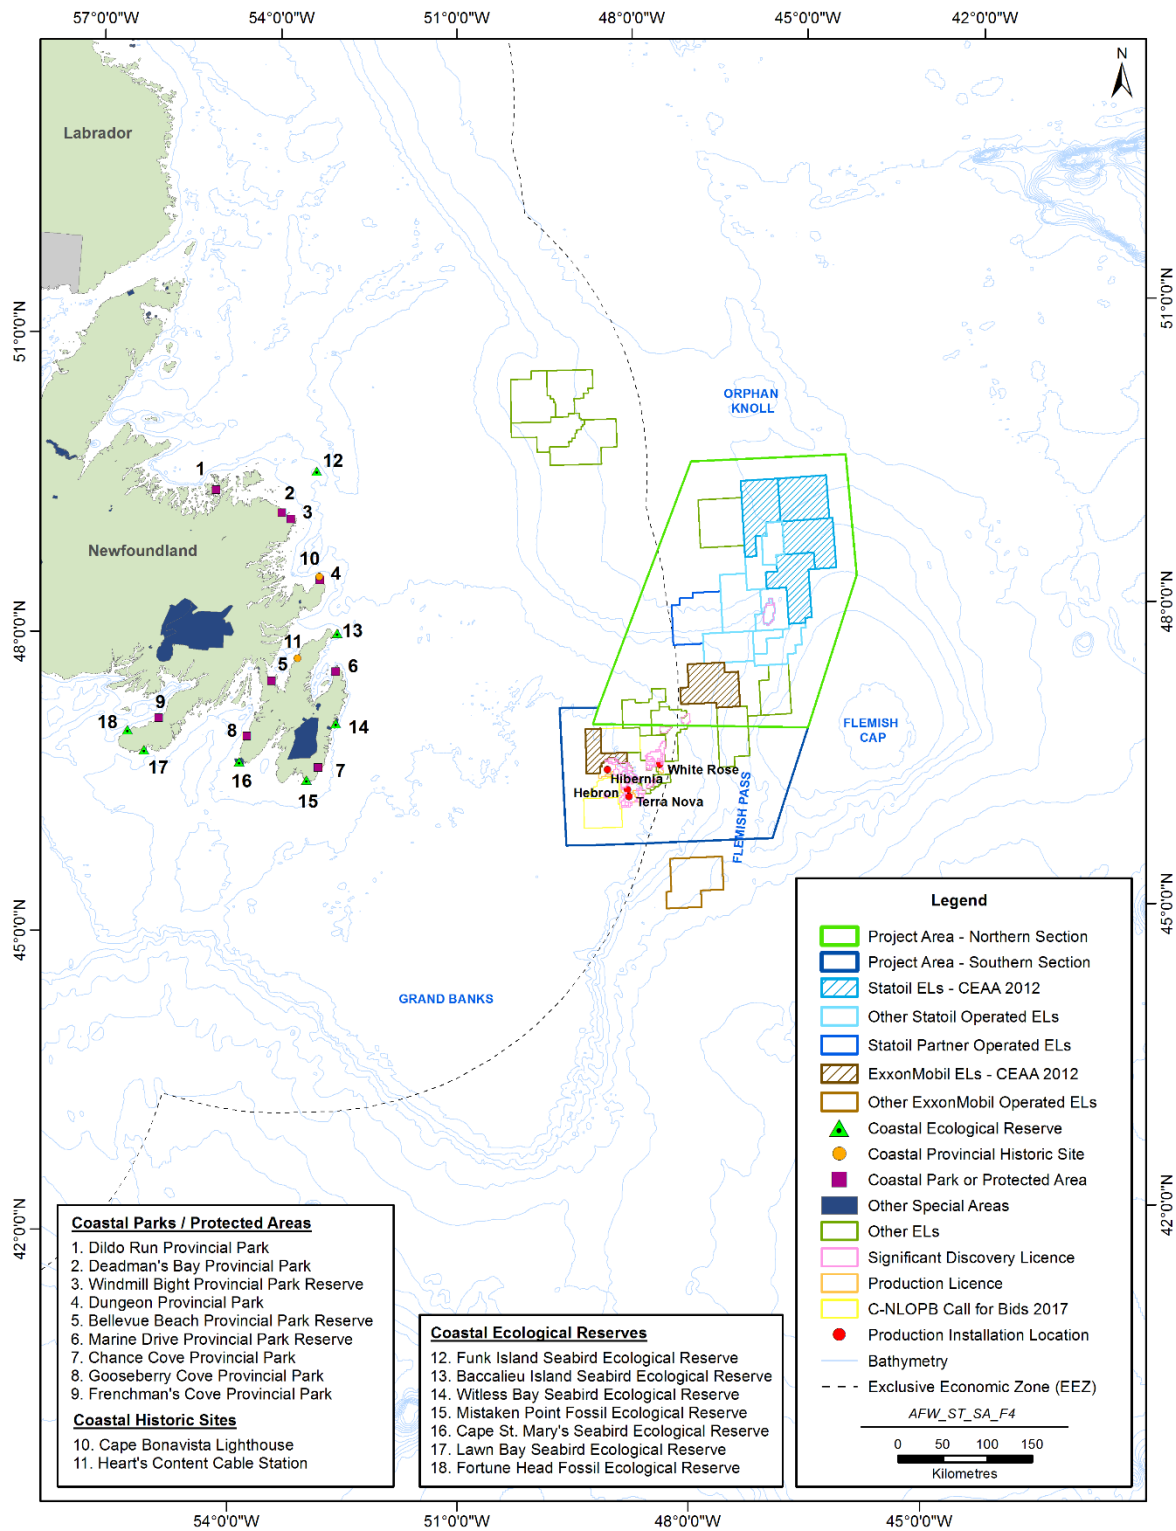 57°0'0"W
54°0'0"W
51°0'0"W
48°0'0"W
45°0'0"W
42°0'0"W
N
Labrador
51°0'0"N
51°0'0"N
ORPHAN
KNOLL
1
12
2
3
Newfoundland
10
4
48°0'0"N
48°0'0"N
13
11
5
6
9
18
8
14
17
16
7
15
FLEMISH
CAP
White Rose
Hibernia
Hebron
Terra Nova
FLEMISH PASS
45°0'0"N
45°0'0"N
GRAND BANKS
42°0'0"N
42°0'0"N
Legend
Project Area - Northern Section
Project Area - Southern Section
Statoil ELs - CEAA 2012
Other Statoil Operated ELs
Statoil Partner Operated ELs
ExxonMobil ELs - CEAA 2012
Other ExxonMobil Operated ELs
Coastal Ecological Reserve
Coastal Provincial Historic Site
Coastal Park or Protected Area
Other Special Areas
Other ELs
Significant Discovery Licence
Production Licence
C-NLOPB Call for Bids 2017
Production Installation Location
Bathymetry
Exclusive Economic Zone (EEZ)
AFW_ST_SA_F4
0 50 100 150
Kilometres
Coastal Parks / Protected Areas
1. Dildo Run Provincial Park
2. Deadman's Bay Provincial Park
3. Windmill Bight Provincial Park Reserve
4. Dungeon Provincial Park
5. Bellevue Beach Provincial Park Reserve
6. Marine Drive Provincial Park Reserve
7. Chance Cove Provincial Park
8. Gooseberry Cove Provincial Park
9. Frenchman's Cove Provincial Park
Coastal Historic Sites
10. Cape Bonavista Lighthouse
11. Heart's Content Cable Station
Coastal Ecological Reserves
12. Funk Island Seabird Ecological Reserve
13. Baccalieu Island Seabird Ecological Reserve
14. Witless Bay Seabird Ecological Reserve
15. Mistaken Point Fossil Ecological Reserve
16. Cape St. Mary's Seabird Ecological Reserve
17. Lawn Bay Seabird Ecological Reserve
18. Fortune Head Fossil Ecological Reserve
54°0'0"W
51°0'0"W
48°0'0"W
45°0'0"W